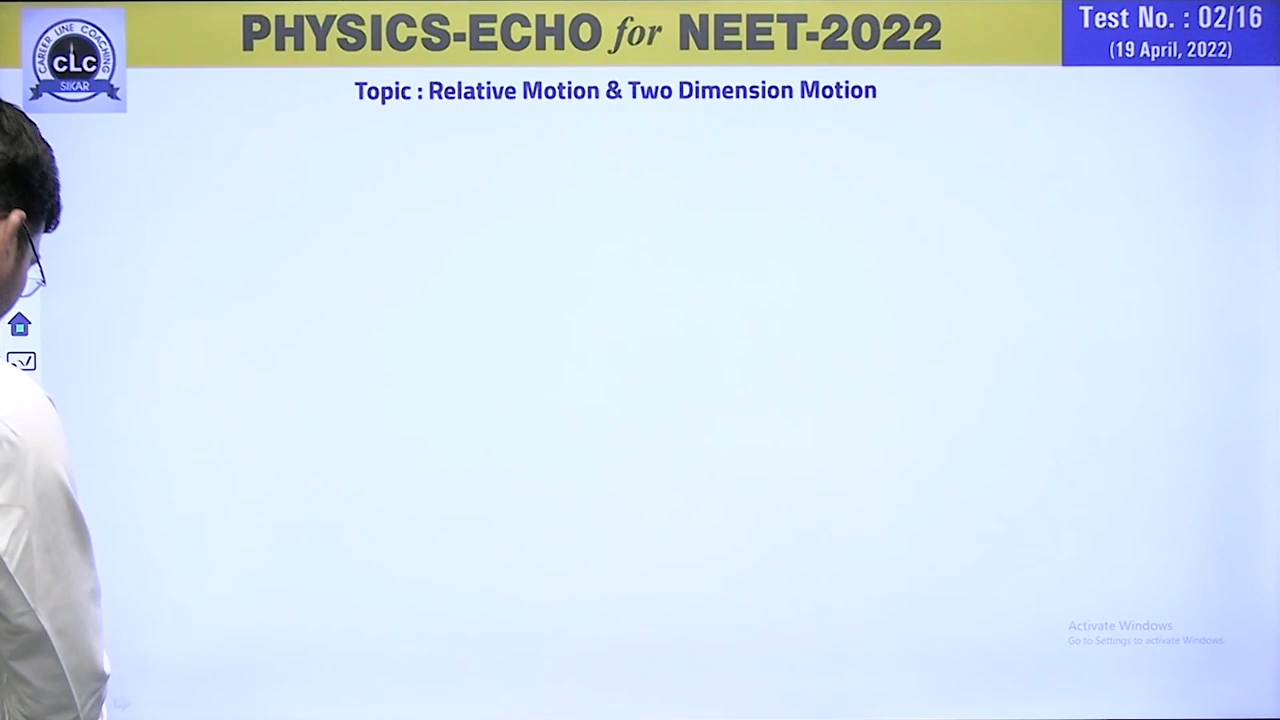 PHYSICS-ECHO for NEET-2022
Test No. : 02/16
(19 April, 2022)
CAREER LINE COACHING
CLC
SIKAR
Topic : Relative Motion & Two Dimension Motion
Activate Windows
Go to Settings to activate Windows.